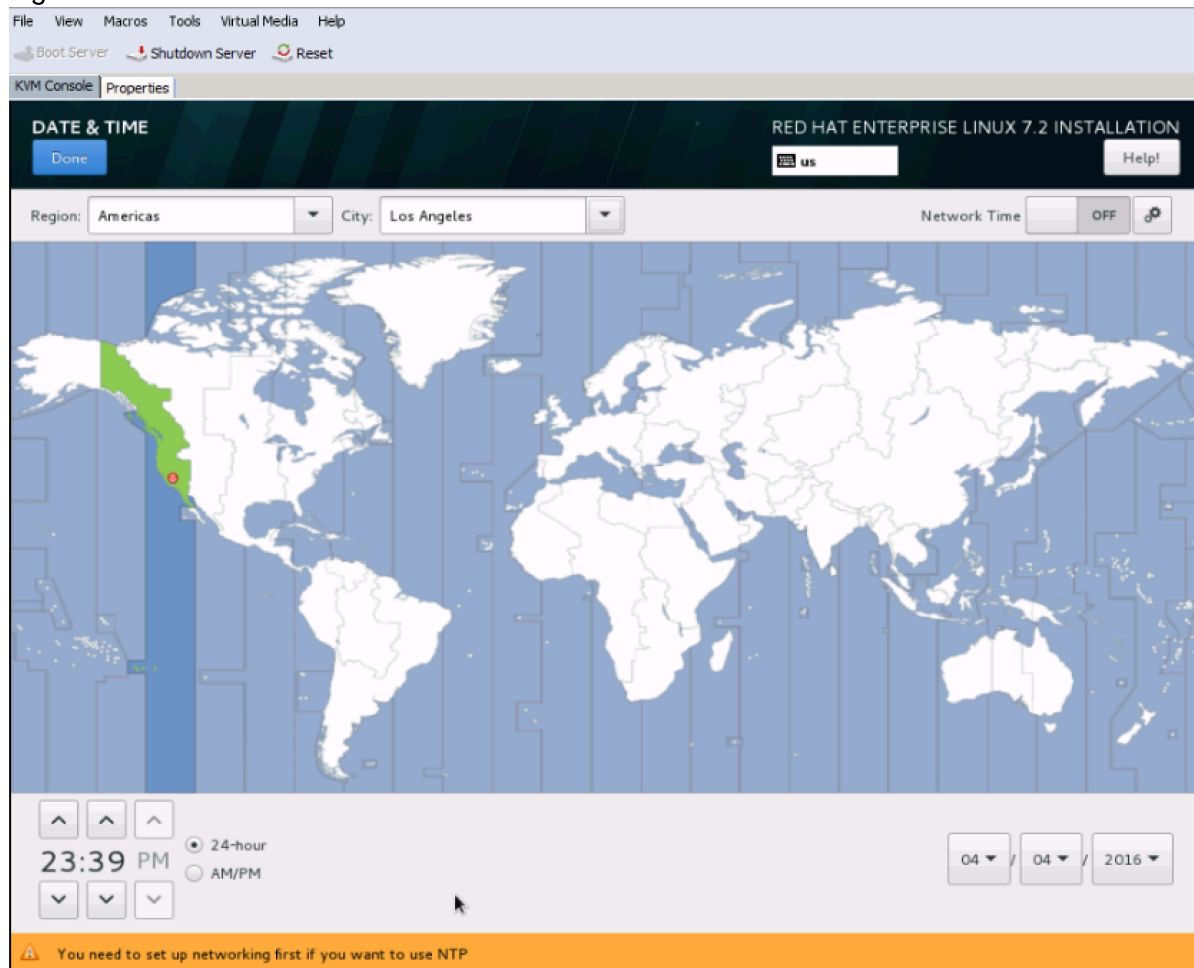 File View Macros Tools Virtual Media Help
Boot Server Shutdown Server Reset
KVM Console Properties
DATE & TIME
RED HAT ENTERPRISE LINUX 7.2 INSTALLATION
Done
us
Help!
Region: Americas City: Los Angeles Network Time OFF
23:39 PM
24-hour
AM/PM
04 / 04 / 2016
You need to set up networking first if you want to use NTP